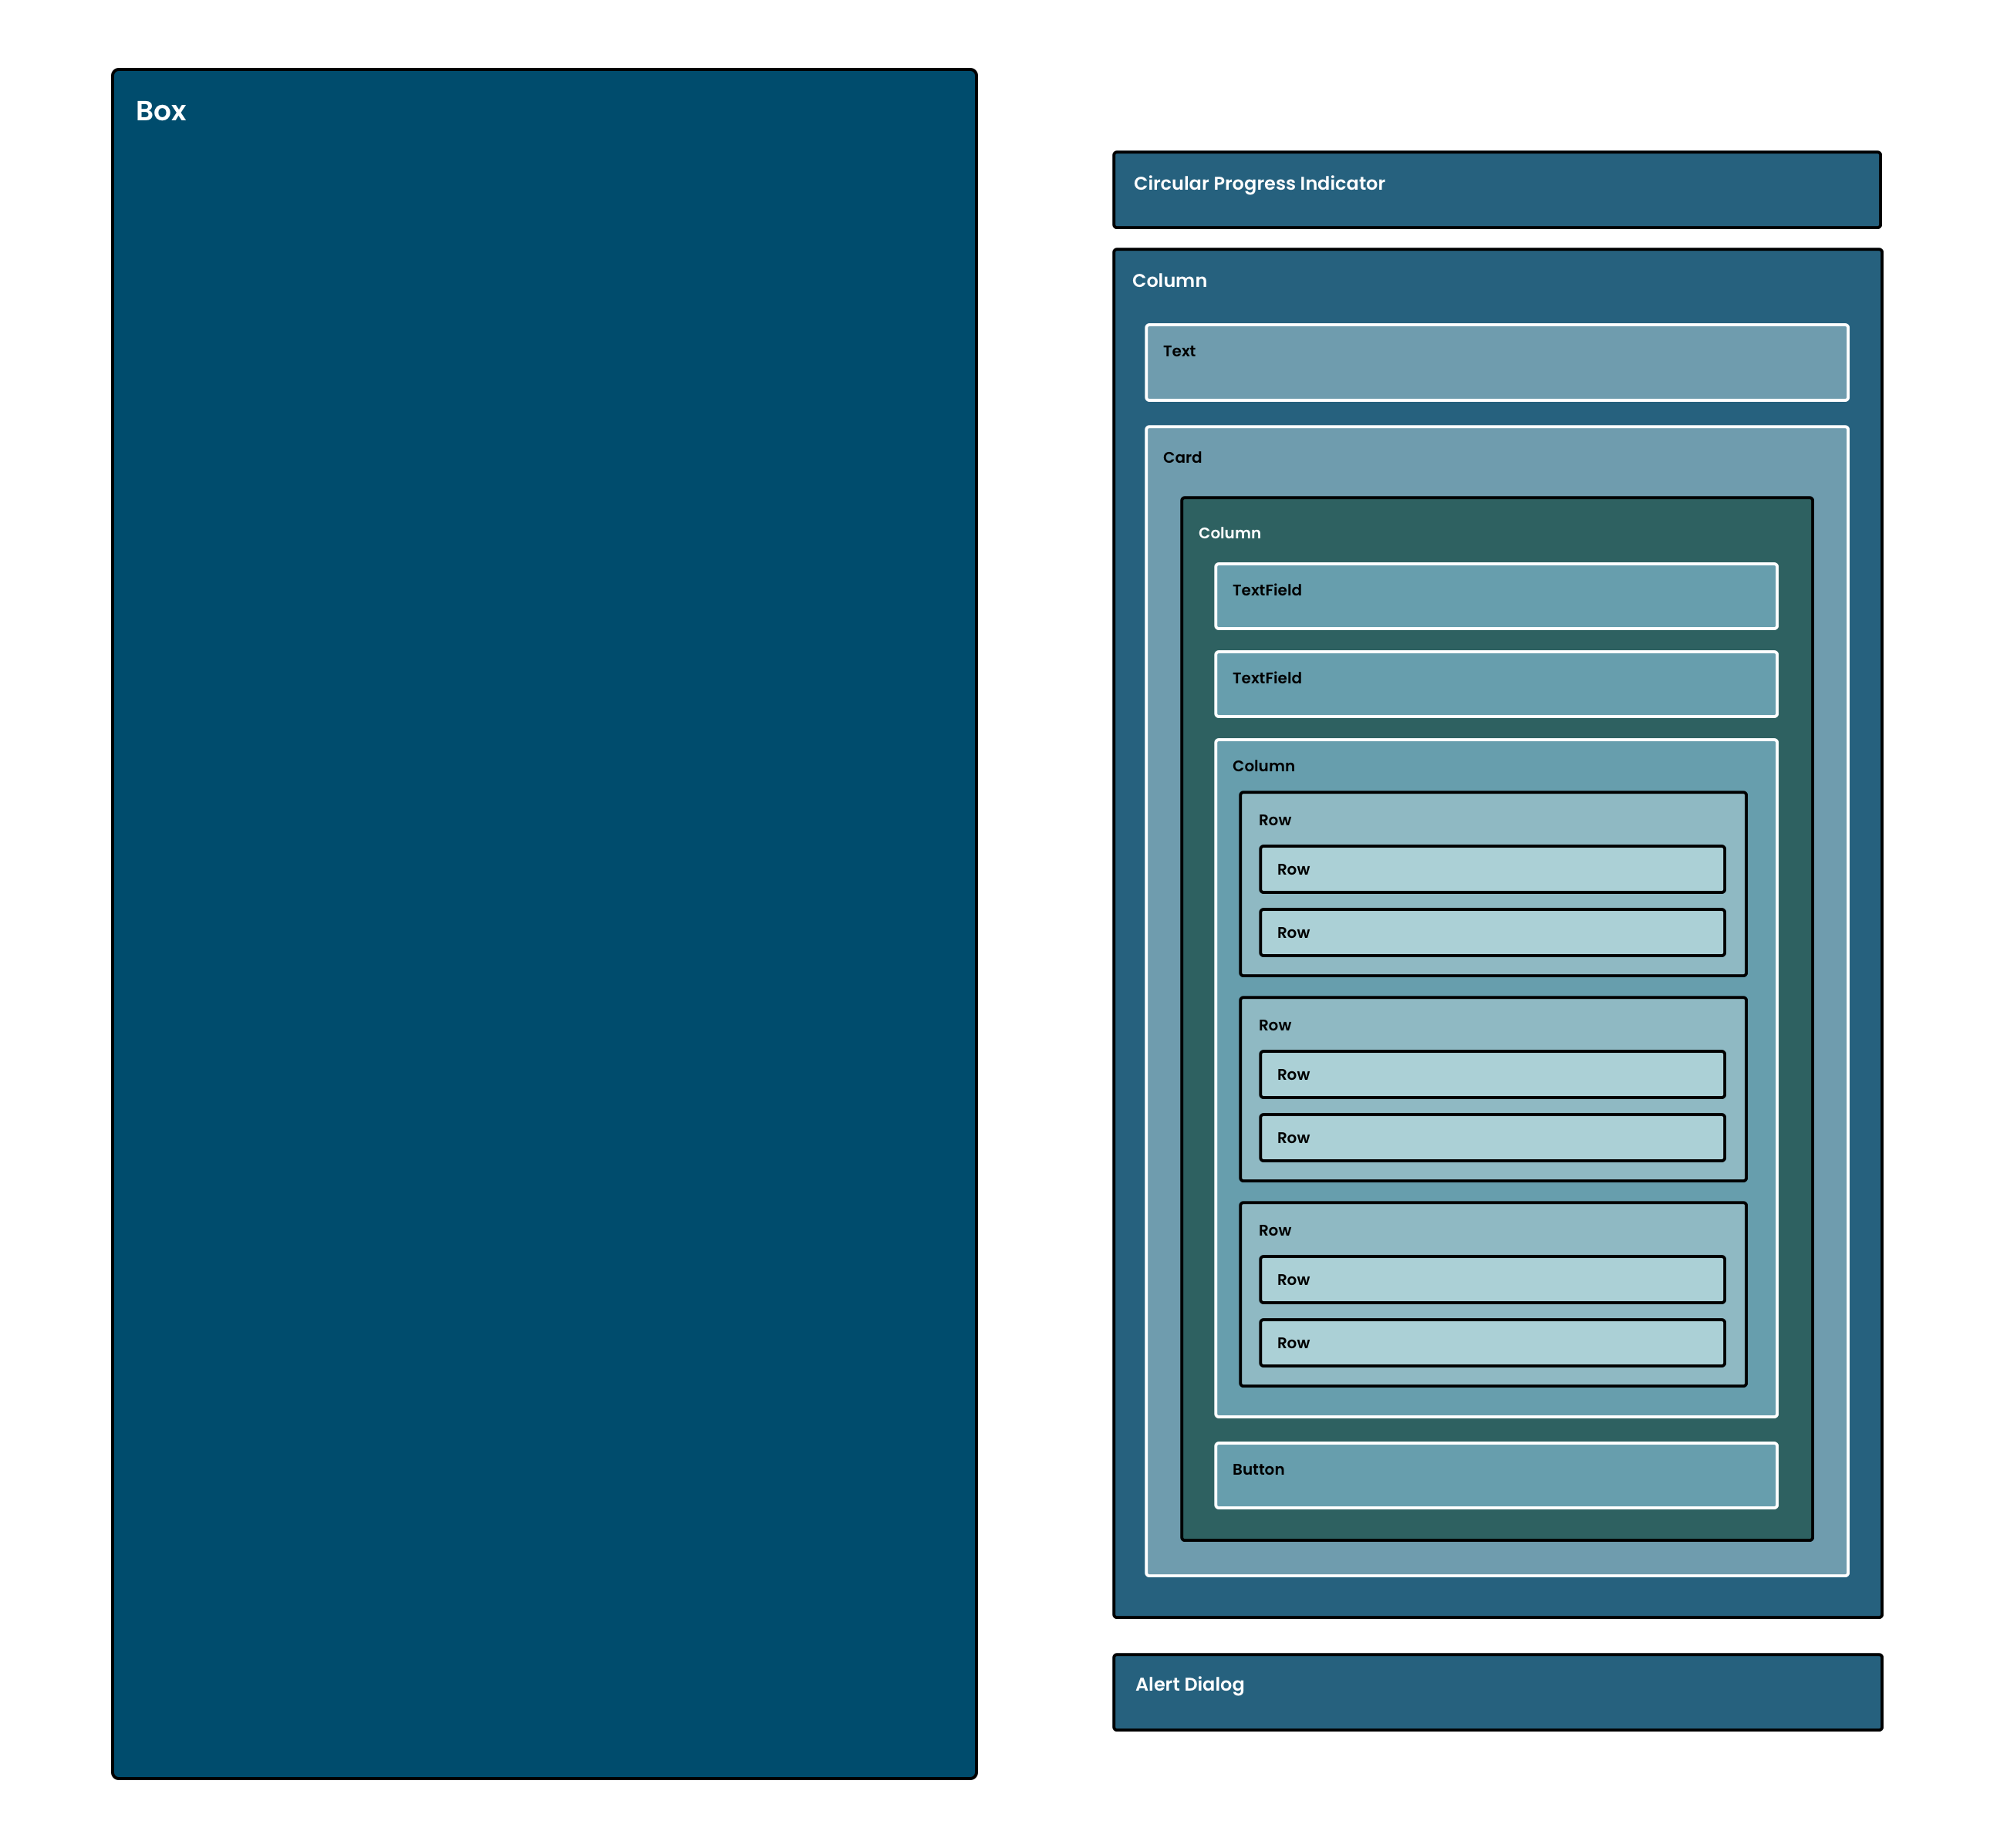 Box
Circular Progress Indicator
Column
Text
Card
Column
TextField
TextField
Column
Row
Row
Row
Row
Row
Row
Row
Row
Row
Button
Alert Dialog